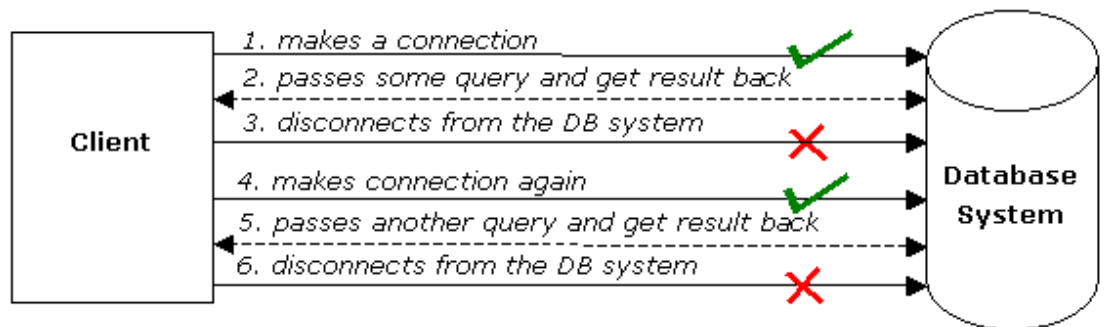 1. makes a connection
2. passes some query and get result back
3. disconnects from the DB system
Client
4. makes connection again
Database
System
5. passes another query and get result back
6. disconnects from the DB system